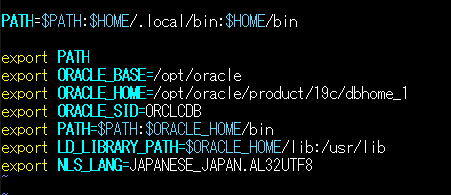 PATH=$PATH:$HOME/.local/bin:$HOME/bin
export PATH
export ORACLE_BASE=/opt/oracle
export ORACLE_HOME=/opt/oracle/product/19c/dbhome_1
export ORACLE_SID=ORCLCDB
export PATH=$PATH:$ORACLE_HOME/bin
export LD_LIBRARY_PATH=$ORACLE_HOME/lib:/usr/lib
export NLS_LANG=JAPANESE_JAPAN.AL32UTF8
~
~